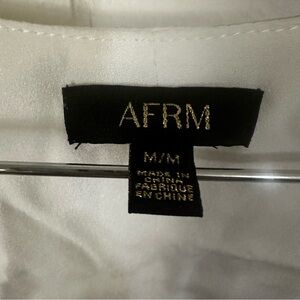 AFRM
M/M
MADE IN
CHINA
FABRIQUE
EN CHINE